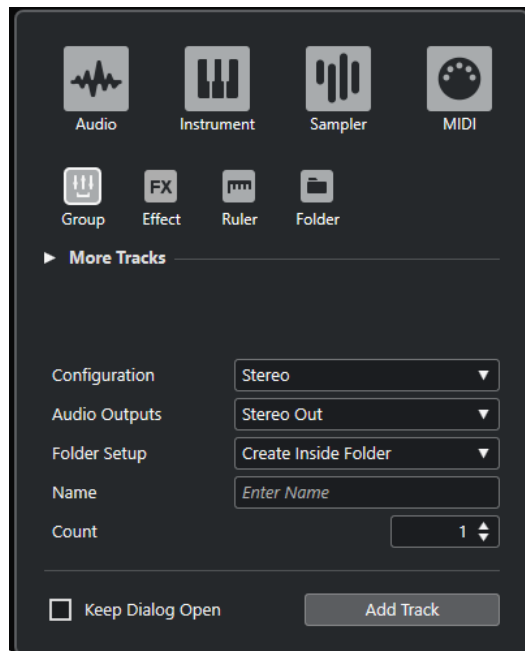 Audio Instrument Sampler MIDI
FX
Group Effect Ruler Folder
More Tracks
Configuration Stereo
Audio Outputs Stereo Out
Folder Setup Create Inside Folder
Name Enter Name
Count 1
Keep Dialog Open Add Track